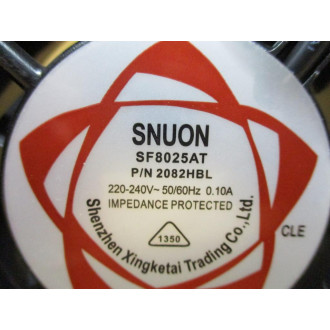 SNUON
SF8025AT
P/N 2082HBL
220-240V~ 50/60Hz 0.10A
IMPEDANCE PROTECTED
1350
Shenzhen Xingketai Trading Co.,Ltd.
CLE